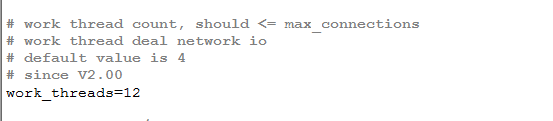 # work thread count, should <= max_connections
# work thread deal network io
# default value is 4
# since V2.00
work_threads=12